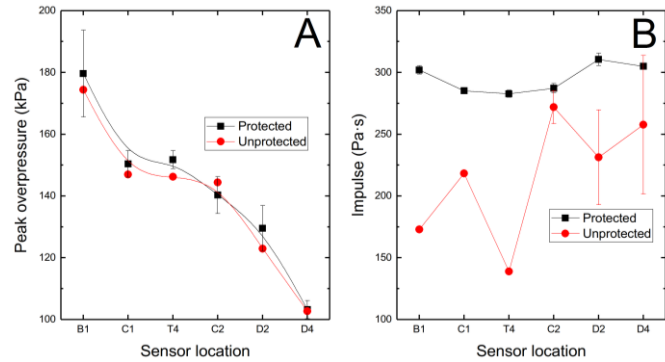 A
200
180
160
140
120
100
Peak overpressure (kPa)
Protected
Unprotected
B1 C1 T4 C2 D2 D4
Sensor location
B
350
300
250
200
150
100
Impulse (Pa·s)
Protected
Unprotected
B1 C1 T4 C2 D2 D4
Sensor location